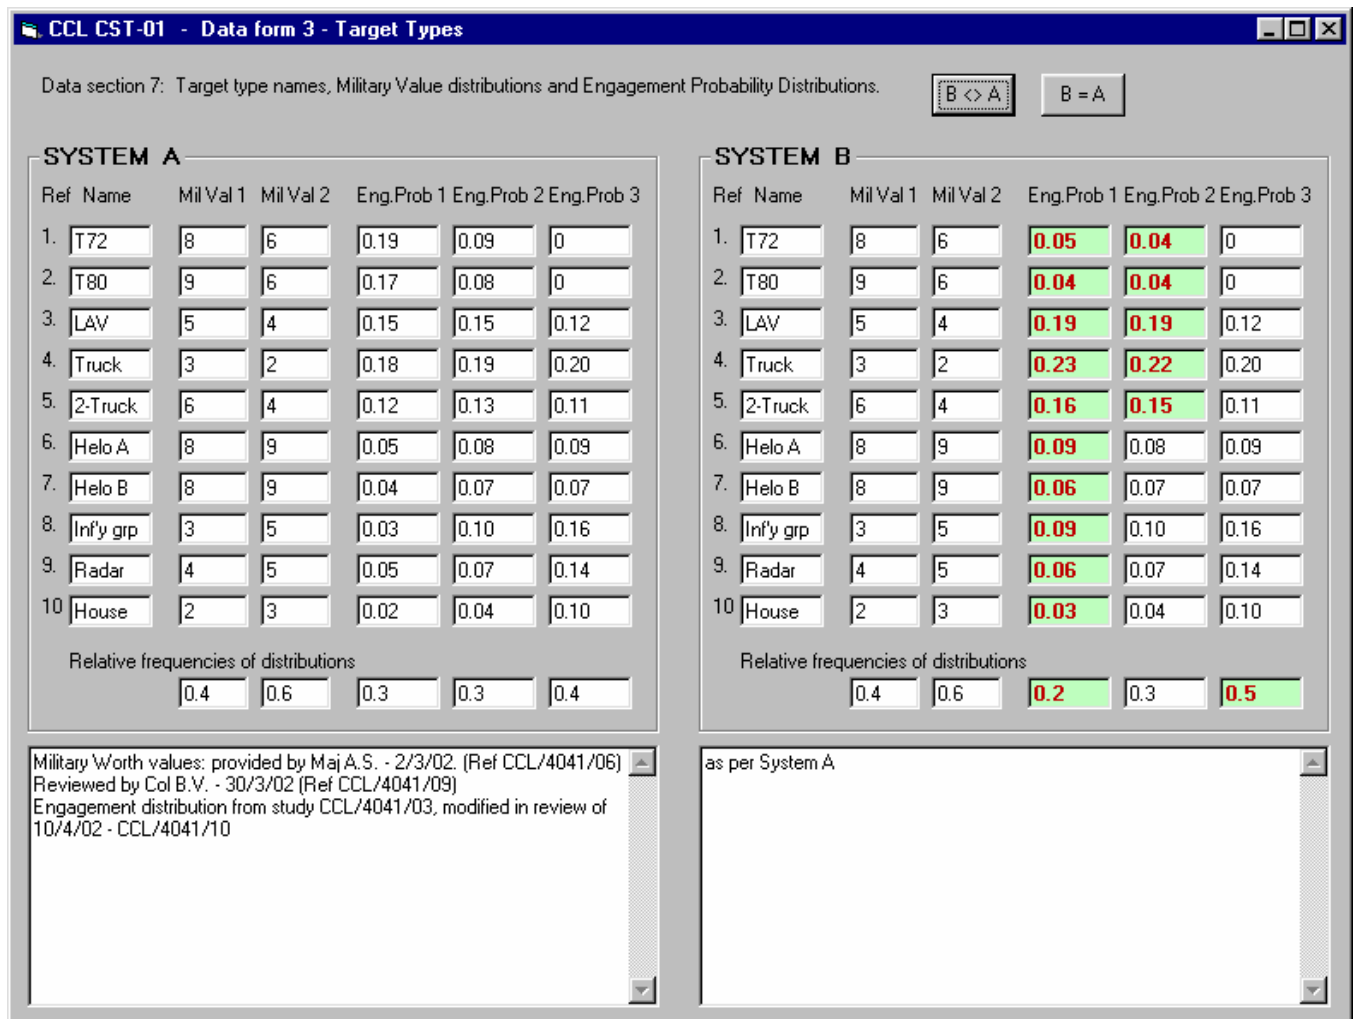 CCL CST-01 - Data form 3 - Target Types
Data section 7: Target type names, Military Value distributions and Engagement Probability Distributions.
B <> A
B = A
SYSTEM A
Ref Name Mil Val 1 Mil Val 2 Eng.Prob 1 Eng.Prob 2 Eng.Prob 3
1. T72 8 6 0.19 0.09 0
2. T80 9 6 0.17 0.08 0
3. LAV 5 4 0.15 0.15 0.12
4. Truck 3 2 0.18 0.19 0.20
5. 2-Truck 6 4 0.12 0.13 0.11
6. Helo A 8 9 0.05 0.08 0.09
7. Helo B 8 9 0.04 0.07 0.07
8. Inf'y grp 3 5 0.03 0.10 0.16
9. Radar 4 5 0.05 0.07 0.14
10 House 2 3 0.02 0.04 0.10
Relative frequencies of distributions
0.4 0.6 0.3 0.3 0.4
Military Worth values: provided by Maj A.S. - 2/3/02. (Ref CCL/4041/06)
Reviewed by Col B.V. - 30/3/02 (Ref CCL/4041/09)
Engagement distribution from study CCL/4041/03, modified in review of
10/4/02 - CCL/4041/10
SYSTEM B
Ref Name Mil Val 1 Mil Val 2 Eng.Prob 1 Eng.Prob 2 Eng.Prob 3
1. T72 8 6 0.05 0.04 0
2. T80 9 6 0.04 0.04 0
3. LAV 5 4 0.19 0.19 0.12
4. Truck 3 2 0.23 0.22 0.20
5. 2-Truck 6 4 0.16 0.15 0.11
6. Helo A 8 9 0.09 0.08 0.09
7. Helo B 8 9 0.06 0.07 0.07
8. Inf'y grp 3 5 0.09 0.10 0.16
9. Radar 4 5 0.06 0.07 0.14
10 House 2 3 0.03 0.04 0.10
Relative frequencies of distributions
0.4 0.6 0.2 0.3 0.5
as per System A